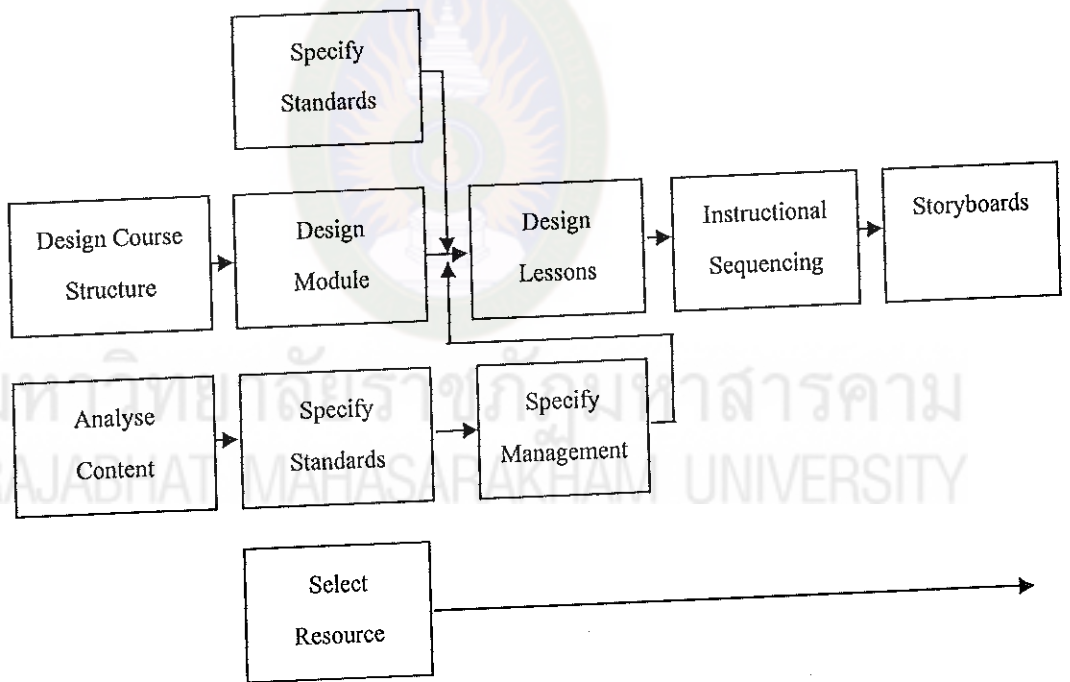 Specify
Standards
Design Course
Structure
Design
Module
Design
Lessons
Instructional
Sequencing
Storyboards
Analyse
Content
Specify
Standards
Specify
Management
มหาวิทยาลัยราชภัฏมหาสารคาม
RAJABHAT MAHASARAKHAM UNIVERSITY
Select
Resource